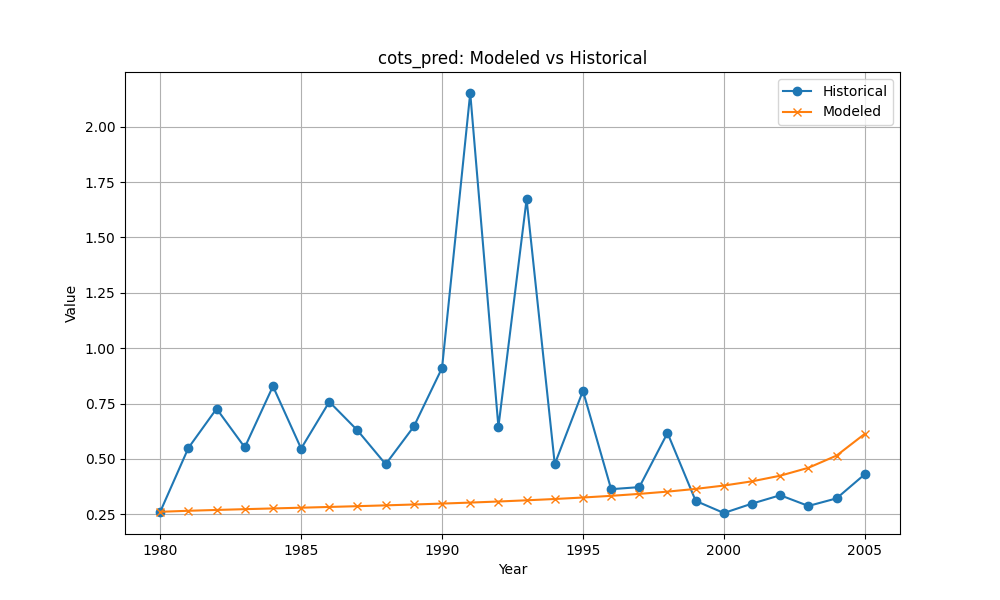 cots_pred: Modeled vs Historical
Historical
Modeled
Value
2.00
1.75
1.50
1.25
1.00
0.75
0.50
0.25
1980 1985 1990 1995 2000 2005
Year